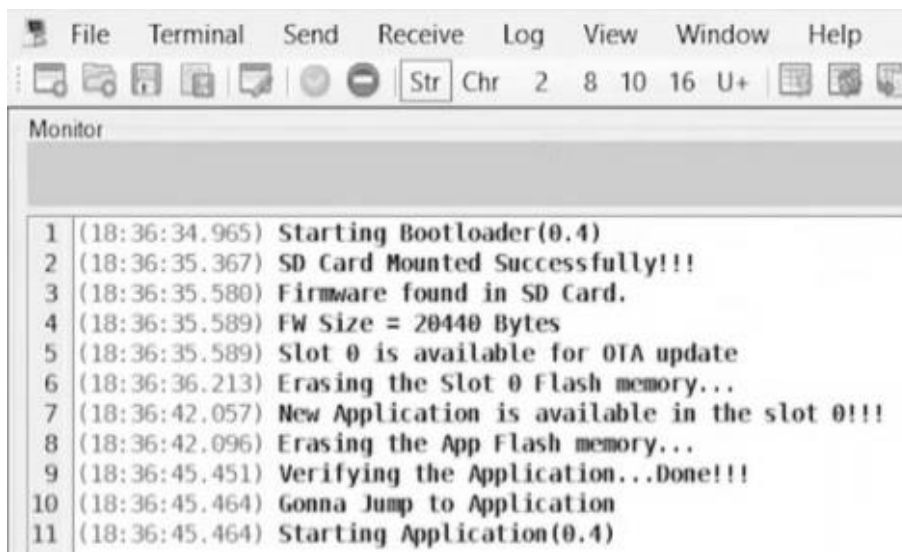 File Terminal Send Receive Log View Window Help
Str Chr 2 8 10 16 U+
Monitor
1 (18:36:34.965) Starting Bootloader(0.4)
2 (18:36:35.367) SD Card Mounted Successfully!!!
3 (18:36:35.580) Firmware found in SD Card.
4 (18:36:35.589) FW Size = 20440 Bytes
5 (18:36:35.589) Slot 0 is available for OTA update
6 (18:36:36.213) Erasing the Slot 0 Flash memory...
7 (18:36:42.057) New Application is available in the slot 0!!!
8 (18:36:42.096) Erasing the App Flash memory...
9 (18:36:45.451) Verifying the Application...Done!!!
10 (18:36:45.464) Gonna Jump to Application
11 (18:36:45.464) Starting Application(0.4)